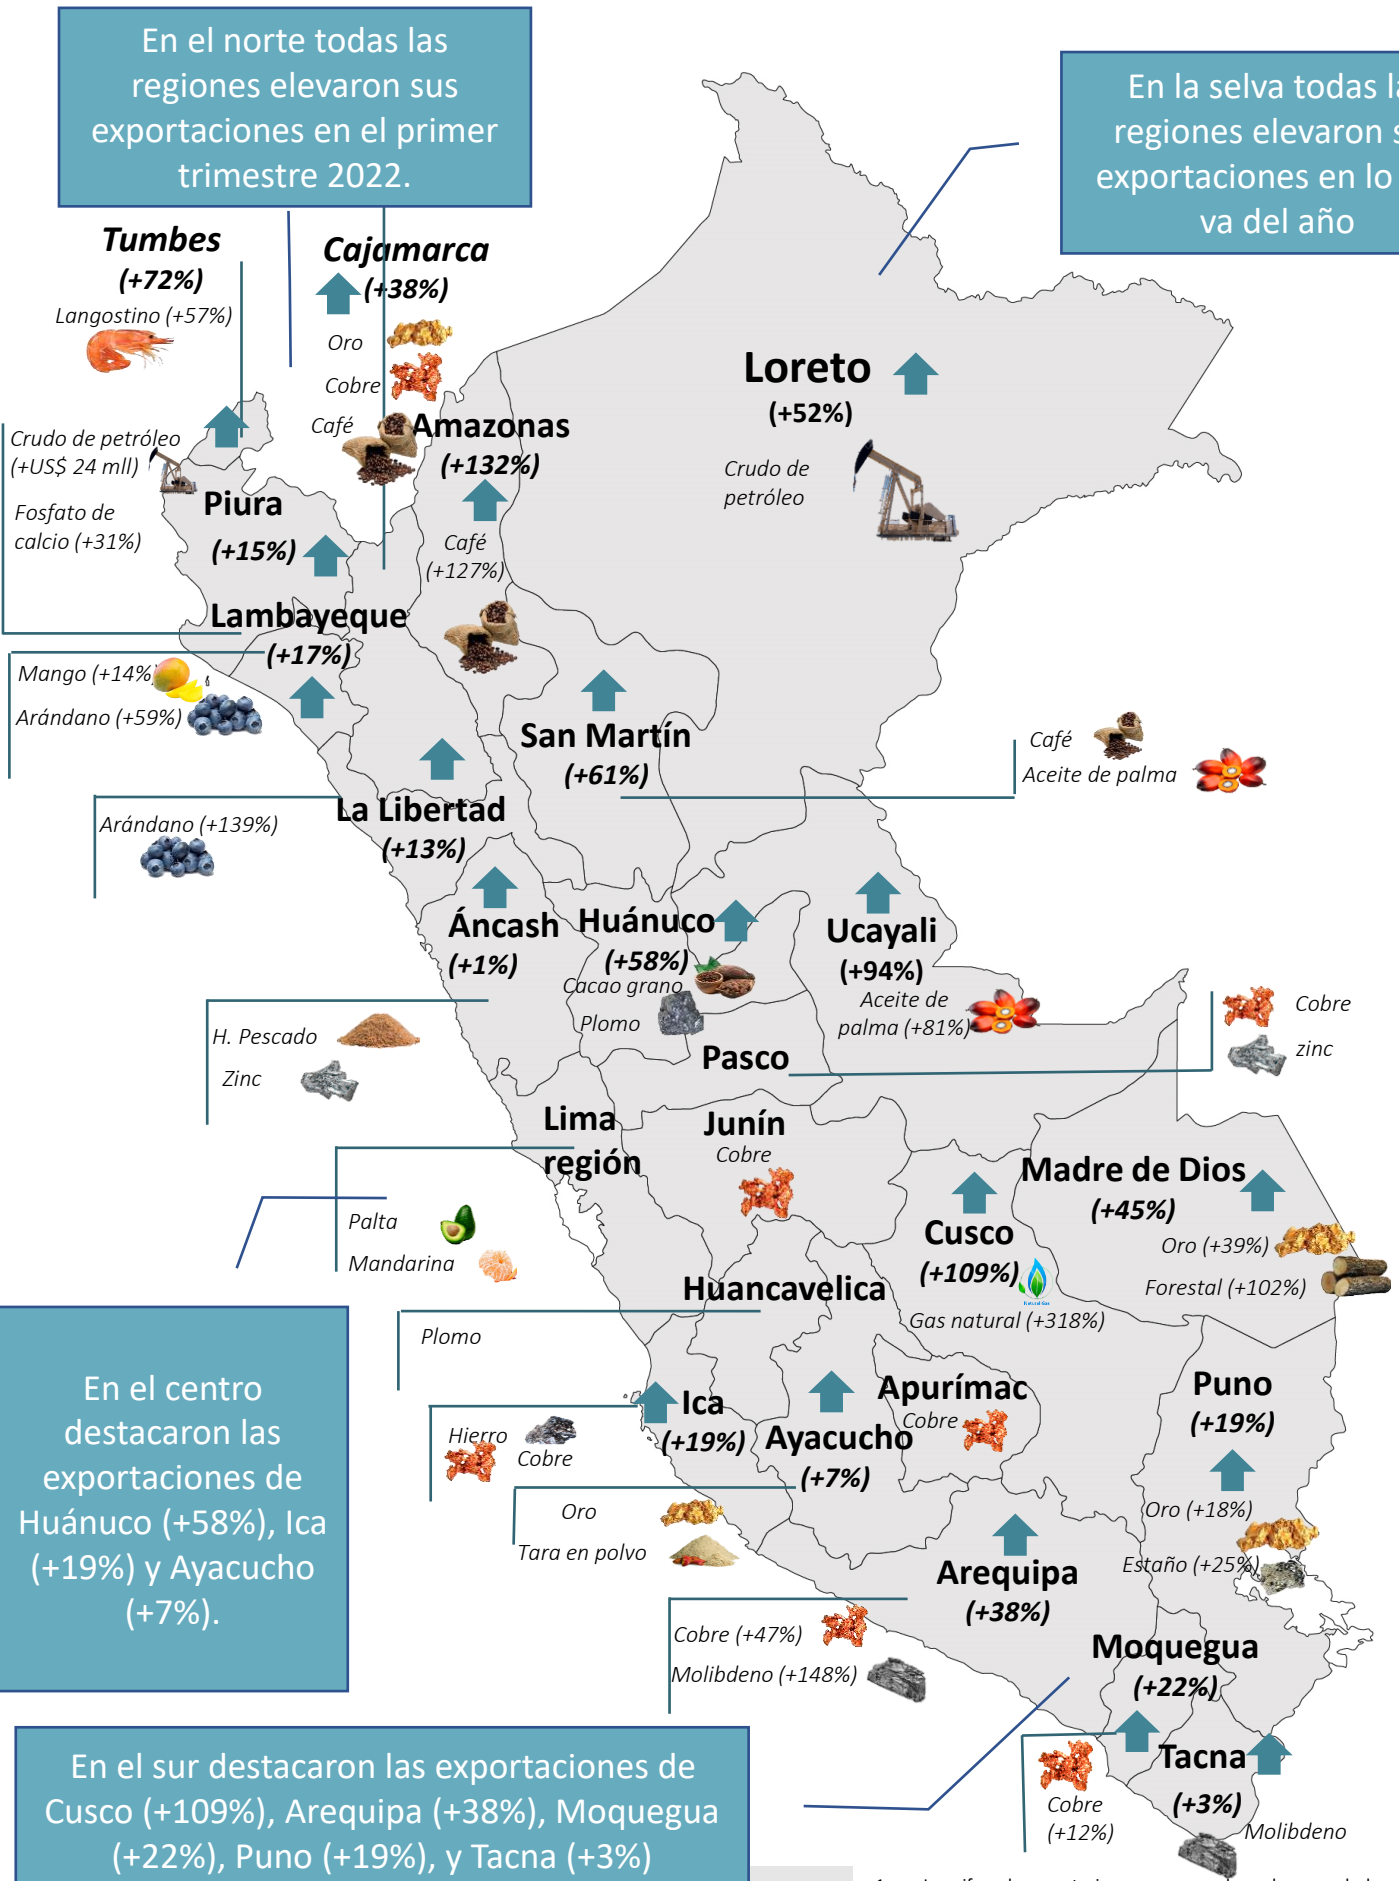 En el norte todas las
regiones elevaron sus
exportaciones en el primer
trimestre 2022.
En la selva todas
regiones elevaron
exportaciones en lo
va del año
Tumbes
(+72%)
Langostino (+57%)
Cajamarca
(+38%)
Oro
Cobre
Café
Amazonas
(+132%)
Café
(+127%)
Loreto
(+52%)
Crudo de
petróleo
Crudo de petróleo
(+US$ 24 mll)
Fosfato de
calcio (+31%)
Piura
(+15%)
Lambayeque
(+17%)
Mango (+14%)
Arándano (+59%)
San Martín
(+61%)
Café
Aceite de palma
La Libertad
(+13%)
Arándano (+139%)
Áncash
(+1%)
H. Pescado
Zinc
Huánuco
(+58%)
Cacao grano
Plomo
Ucayali
(+94%)
Aceite de
palma (+81%)
Pasco
Cobre
zinc
Lima
región
Palta
Mandarina
Junín
Cobre
Madre de Dios
(+45%)
Oro (+39%)
Forestal (+102%)
Cusco
(+109%)
Natural Gas
Gas natural (+318%)
Huancavelica
Plomo
En el centro
destacaron las
exportaciones de
Huánuco (+58%), Ica
(+19%) y Ayacucho
(+7%).
Ica
(+19%)
Hierro
Cobre
Ayacucho
(+7%)
Oro
Tara en polvo
Apurímac
Cobre
Puno
(+19%)
Oro (+18%)
Estaño (+25%)
Arequipa
(+38%)
Cobre (+47%)
Molibdeno (+148%)
Moquegua
(+22%)
Cobre
(+12%)
Tacna
(+3%)
Molibdeno
En el sur destacaron las exportaciones de
Cusco (+109%), Arequipa (+38%), Moquegua
(+22%), Puno (+19%), y Tacna (+3%)